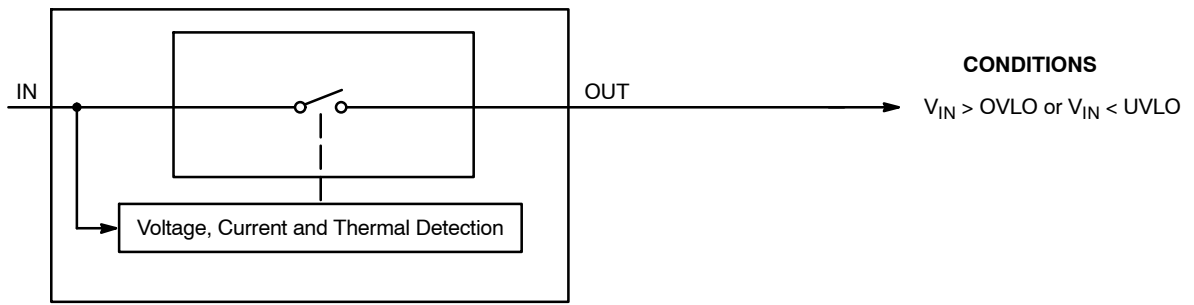 CONDITIONS
IN
OUT
V_IN > OVLO or V_IN < UVLO
Voltage, Current and Thermal Detection